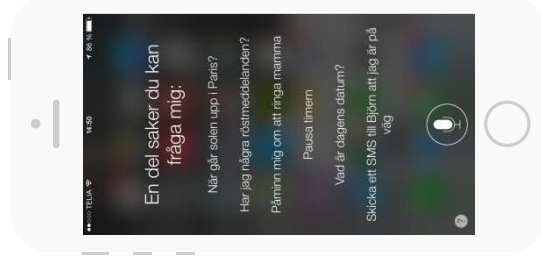 TELIA 14:50 86 %
En del saker du kan
fråga mig:
När går solen upp i Paris?
Har jag några röstmeddelanden?
Påminn mig om att ringa mamma
Pausa timern
Vad är dagens datum?
Skicka ett SMS till Björn att jag är på
väg
?